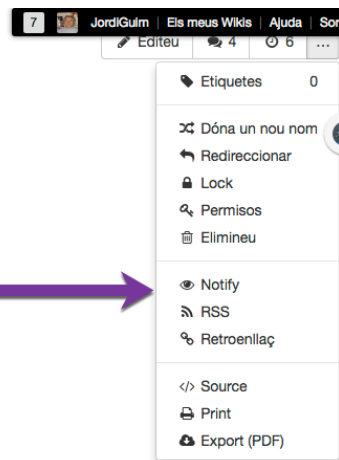 7 JordiGuim | Els meus Wikis | Ajuda |
Editeu 4 6 ...
Etiquetes 0
Dóna un nou nom
Redireccionar
Lock
Permisos
Elimineu
Notify
RSS
Retroenllaç
</> Source
Print
Export (PDF)